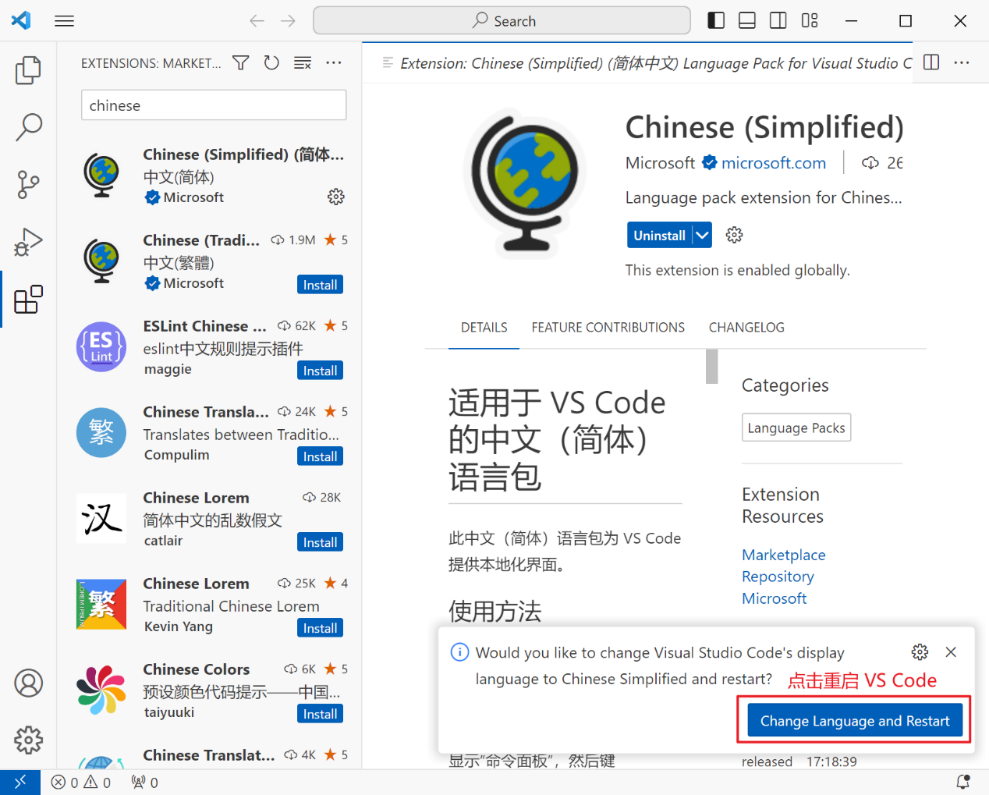 Search
EXTENSIONS: MARKET...
chinese
Chinese (Simplified) (简体...
中文(简体)
Microsoft
Chinese (Tradi... 1.9M ★ 5
中文(繁體)
Microsoft
Install
ES
Lint
ESLint Chinese ... 62K ★ 5
eslint中文规则提示插件
maggie
Install
繁
Chinese Transla... 24K ★ 5
Translates between Traditio...
Compulim
Install
汉
Chinese Lorem 28K
简体中文的乱数假文
catlair
Install
繁
Chinese Lorem 25K ★ 4
Traditional Chinese Lorem
Kevin Yang
Install
Chinese Colors 6K ★ 5
预设颜色代码提示——中国...
taiyuuki
Install
Chinese Translat... 4K ★ 5
Extension: Chinese (Simplified) (简体中文) Language Pack for Visual Studio C
Chinese (Simplified)
Microsoft microsoft.com 26
Language pack extension for Chines...
Uninstall
This extension is enabled globally.
DETAILS FEATURE CONTRIBUTIONS CHANGELOG
适用于 VS Code
的中文（简体）
语言包
此中文（简体）语言包为 VS Code
提供本地化界面。
使用方法
Categories
Language Packs
Extension
Resources
Marketplace
Repository
Microsoft
Would you like to change Visual Studio Code's display
language to Chinese Simplified and restart? 点击重启 VS Code
Change Language and Restart
显示“命令面板”，然后键
released 17:18:39
0 0 0